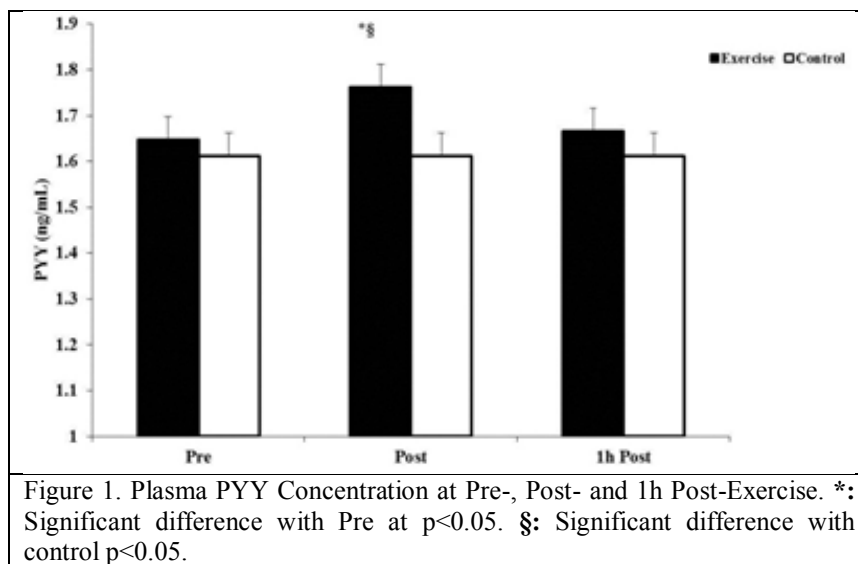 1.9
*§
■Exercise □Control
1.8
1.7
1.6
PYY (ng/mL)
1.5
1.4
1.3
1.2
1.1
1
Pre Post 1h Post
Figure 1. Plasma PYY Concentration at Pre-, Post- and 1h Post-Exercise. *:
Significant difference with Pre at p<0.05. §: Significant difference with
control p<0.05.